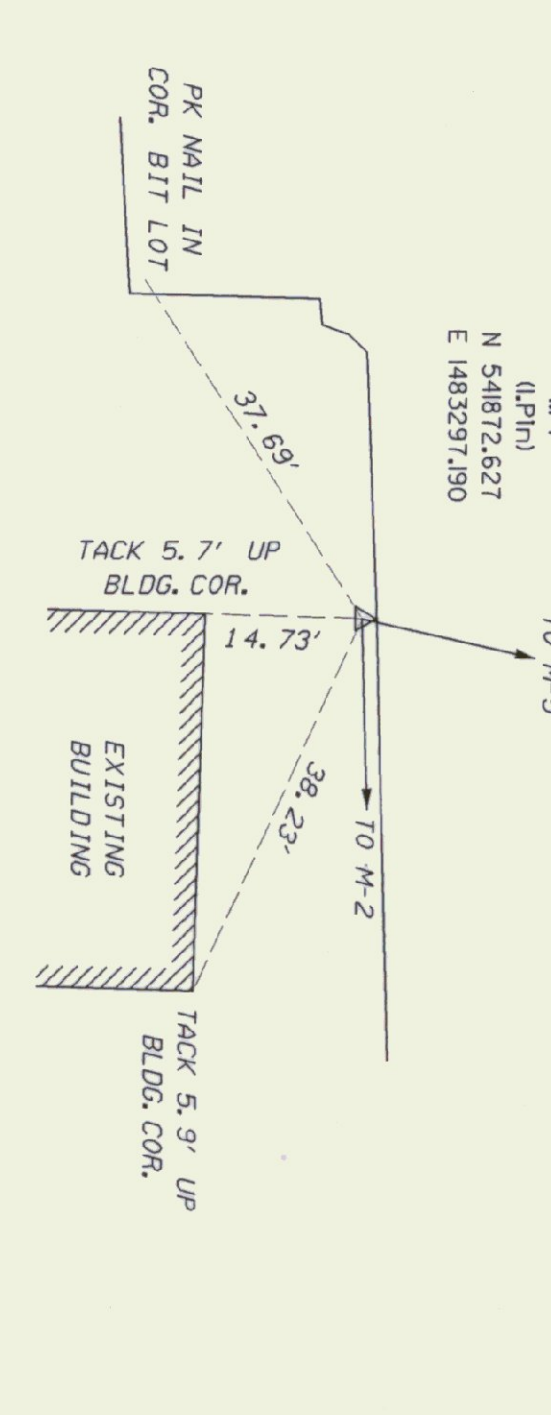 PK NAIL IN
COR. BIT LOT
(I.Pin)
N 541872.627
E 1483297.190
37.69'
TACK 5.7' UP
BLDG. COR.
14.73'
38.23'
TO M-2
EXISTING
BUILDING
TACK 5.9' UP
BLDG. COR.